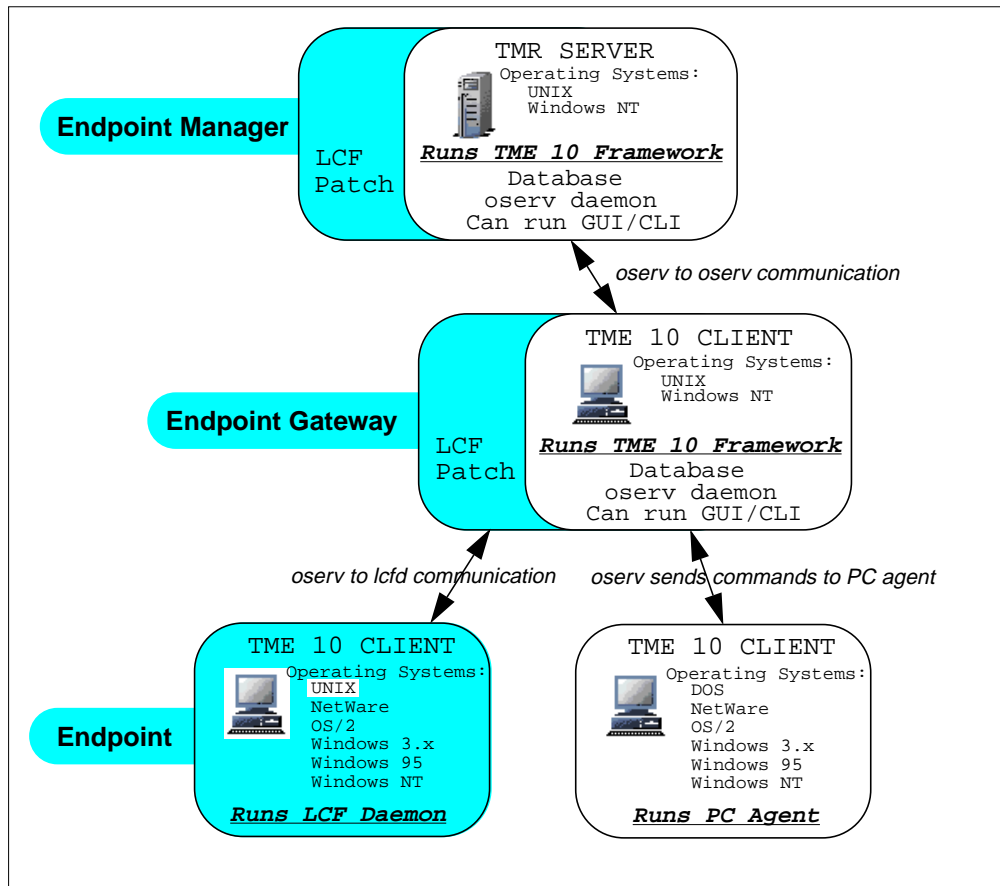 TMR SERVER
Operating Systems:
UNIX
Windows NT
Endpoint Manager
LCF
Patch
Runs TME 10 Framework
Database
oserv daemon
Can run GUI/CLI
oserv to oserv communication
TME 10 CLIENT
Operating Systems:
UNIX
Windows NT
Endpoint Gateway
LCF
Patch
Runs TME 10 Framework
Database
oserv daemon
Can run GUI/CLI
oserv to lcfd communication
oserv sends commands to PC agent
TME 10 CLIENT
Operating Systems:
UNIX
NetWare
OS/2
Windows 3.x
Windows 95
Windows NT
Endpoint
Runs LCF Daemon
TME 10 CLIENT
Operating Systems:
DOS
NetWare
OS/2
Windows 3.x
Windows 95
Windows NT
Runs PC Agent